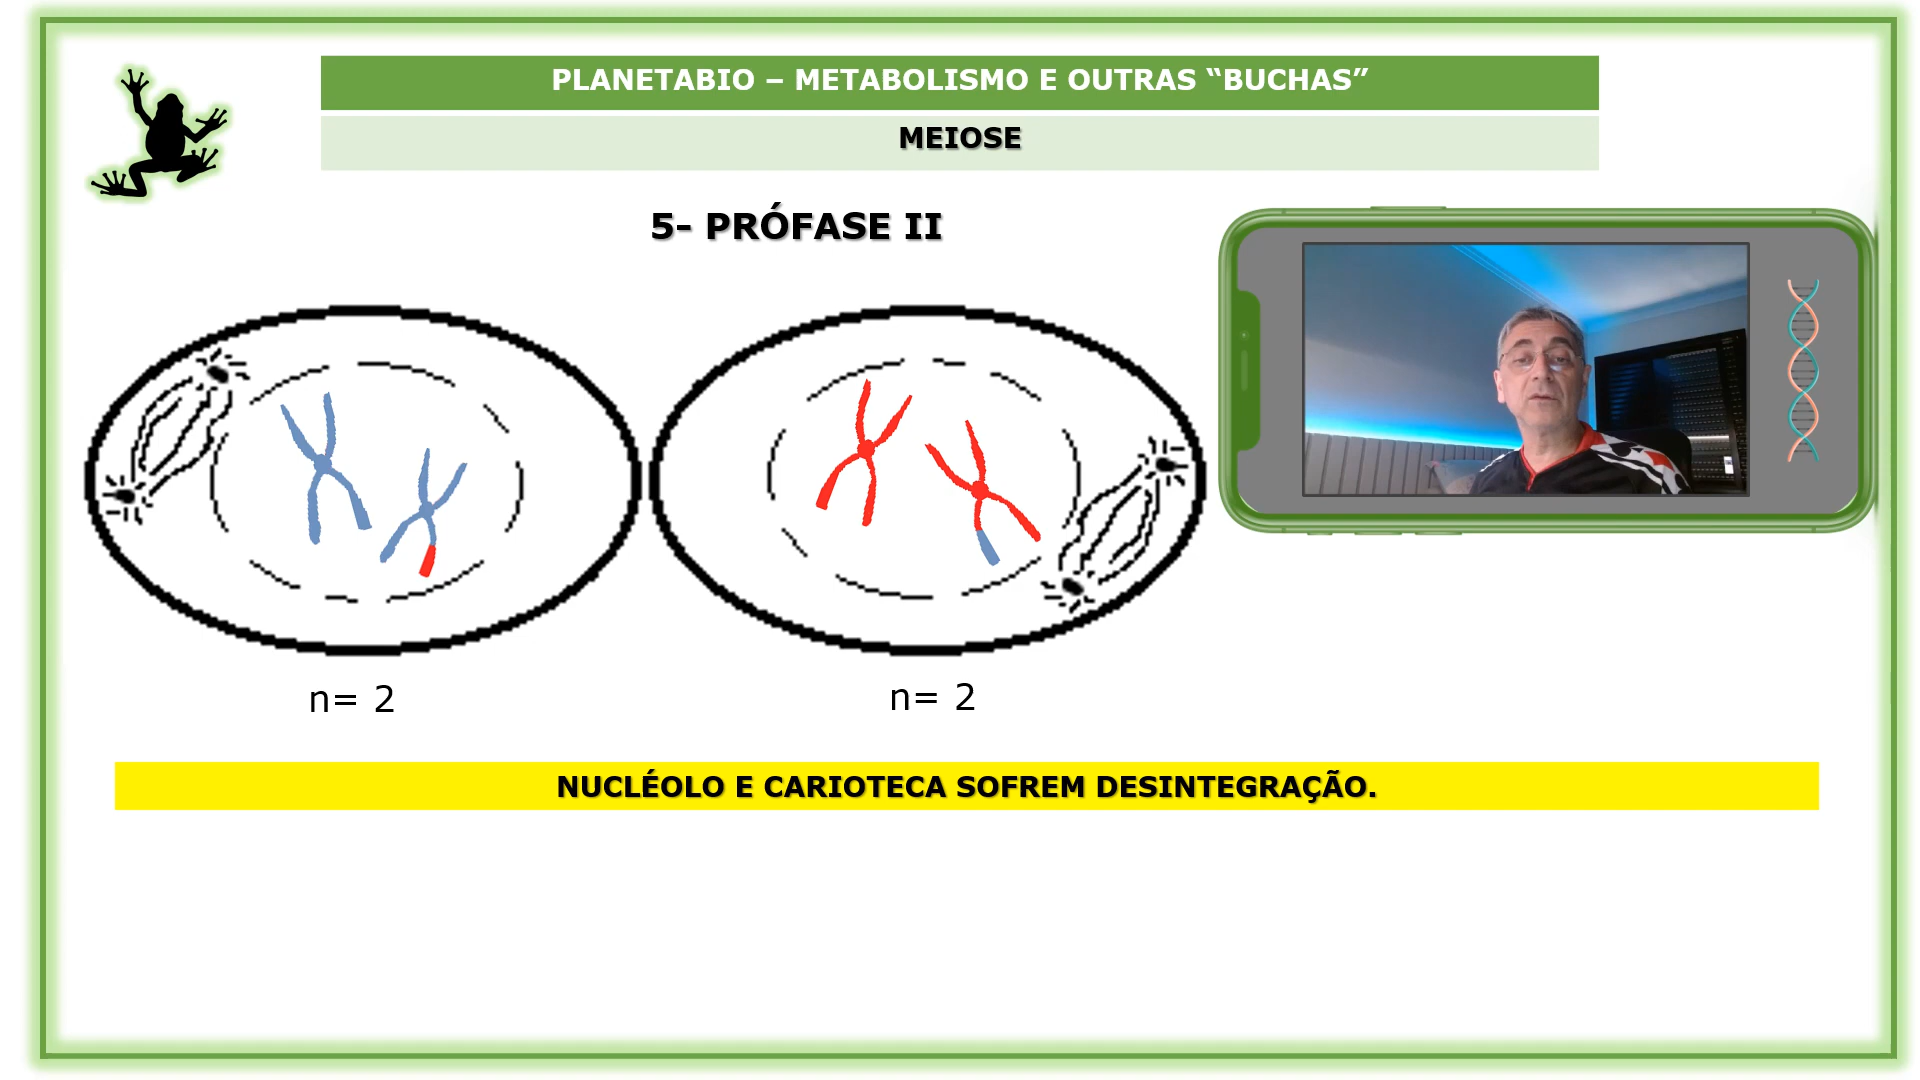 PLANETABIO – METABOLISMO E OUTRAS “BUCHAS”
MEIOSE
5- PRÓFASE II
n= 2
n= 2
NUCLÉOLO E CARIOTECA SOFREM DESINTEGRAÇÃO.